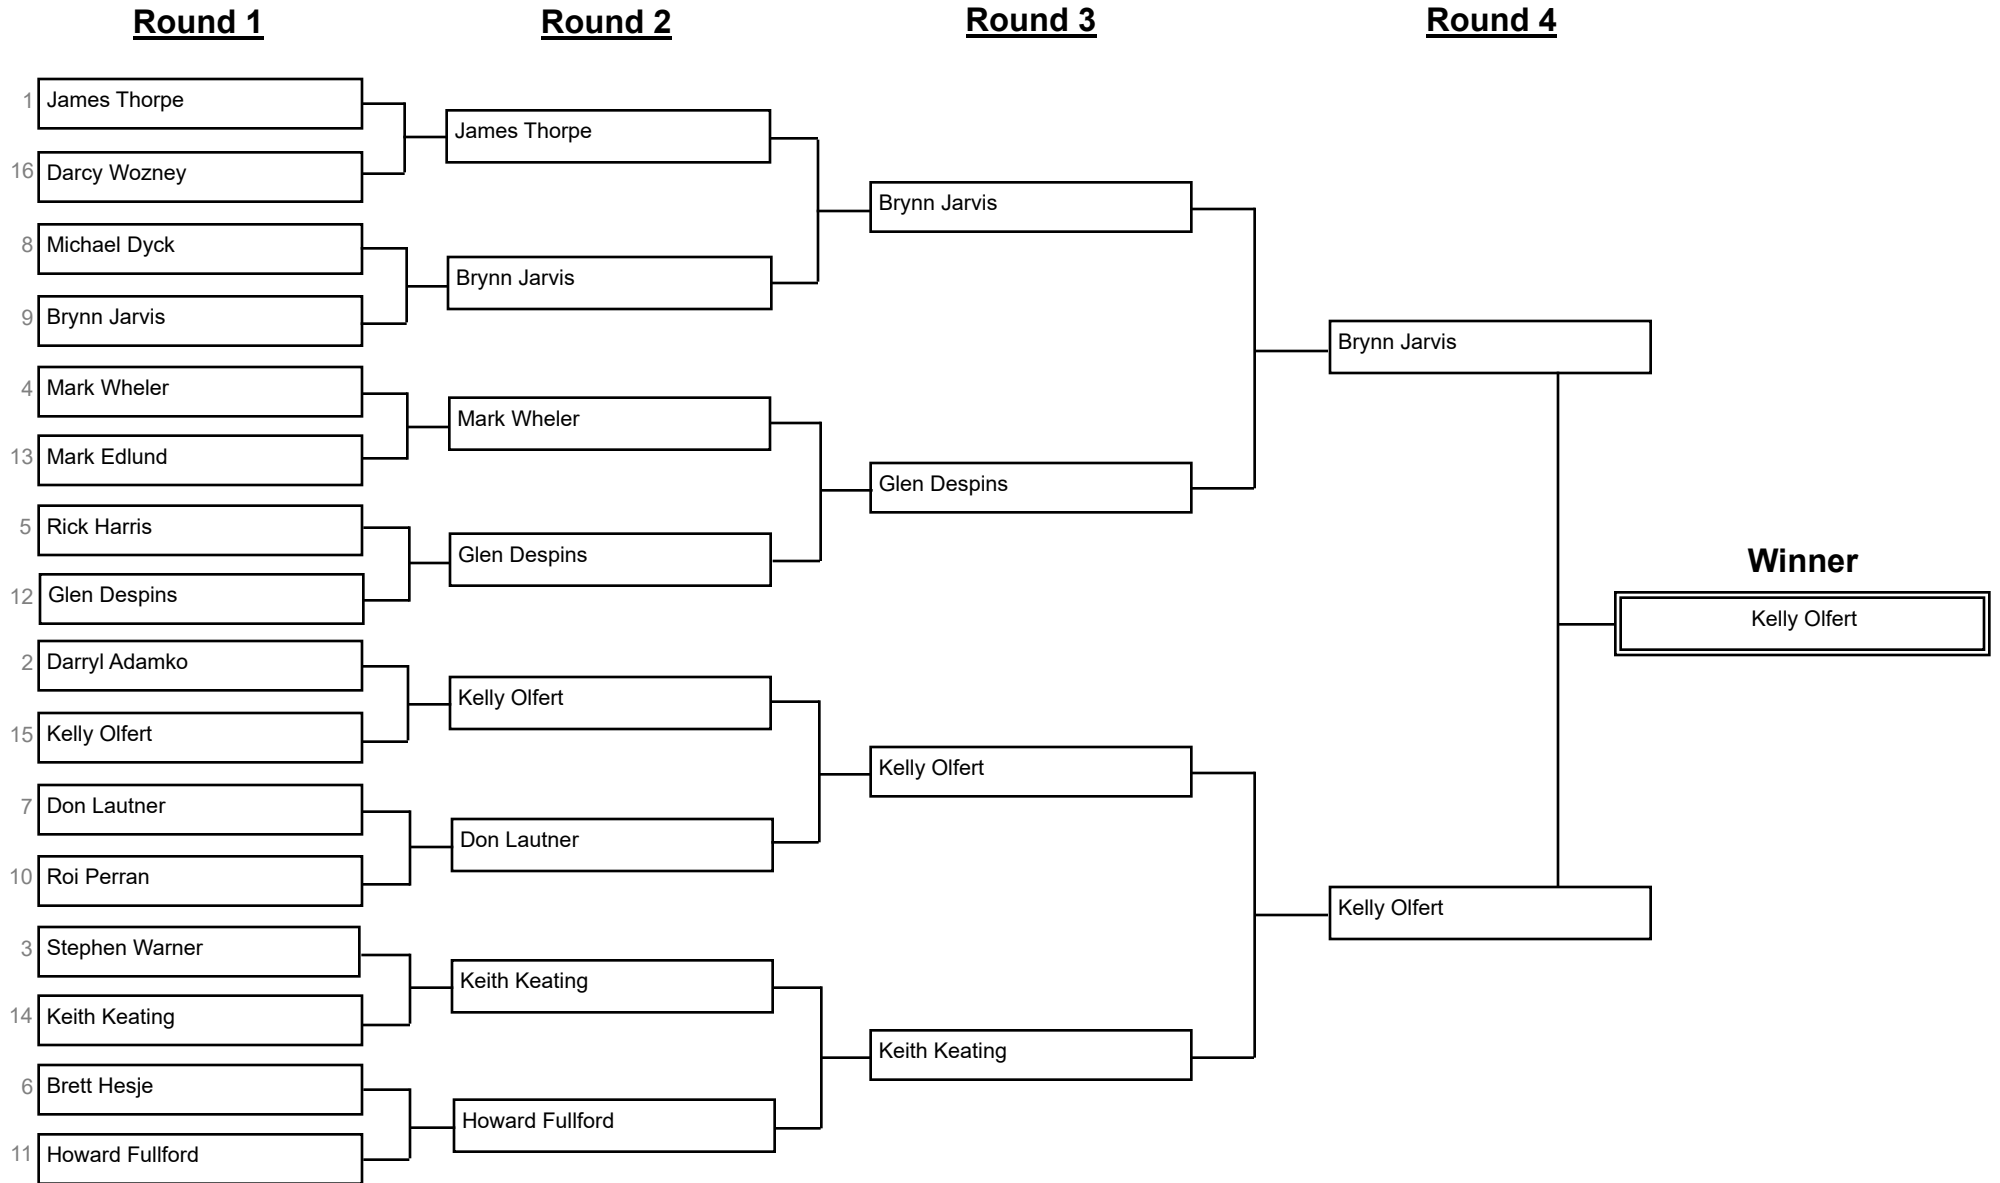 Round 1
Round 2
Round 3
Round 4
1 James Thorpe
16 Darcy Wozney
8 Michael Dyck
9 Brynn Jarvis
4 Mark Wheler
13 Mark Edlund
5 Rick Harris
12 Glen Despins
2 Darryl Adamko
15 Kelly Olfert
7 Don Lautner
10 Roi Perran
3 Stephen Warner
14 Keith Keating
6 Brett Hesje
11 Howard Fullford
James Thorpe
Brynn Jarvis
Mark Wheler
Glen Despins
Kelly Olfert
Don Lautner
Keith Keating
Howard Fullford
Brynn Jarvis
Glen Despins
Kelly Olfert
Keith Keating
Brynn Jarvis
Kelly Olfert
Winner
Kelly Olfert